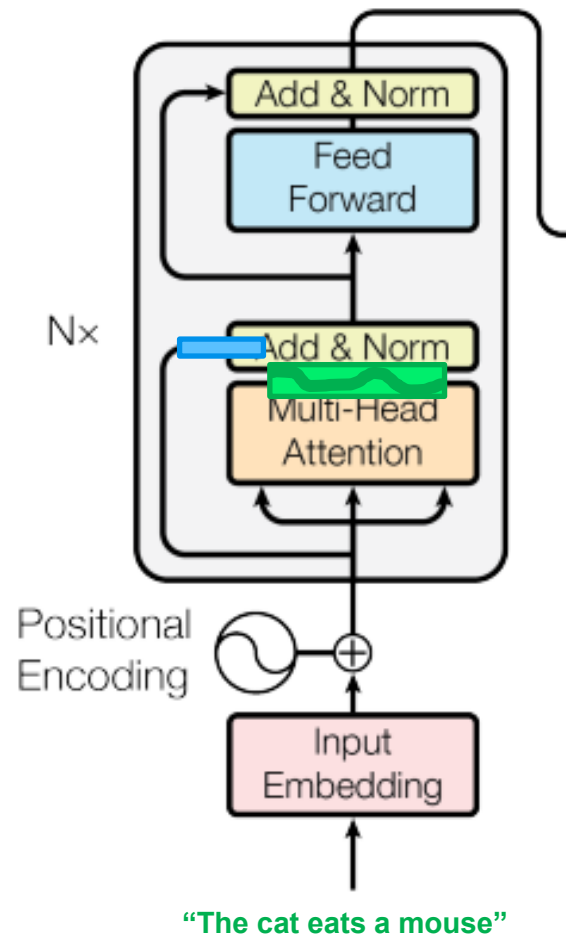 Add & Norm
Feed
Forward
Nx
Add & Norm
Multi-Head
Attention
Positional
Encoding
Input
Embedding
“The cat eats a mouse”